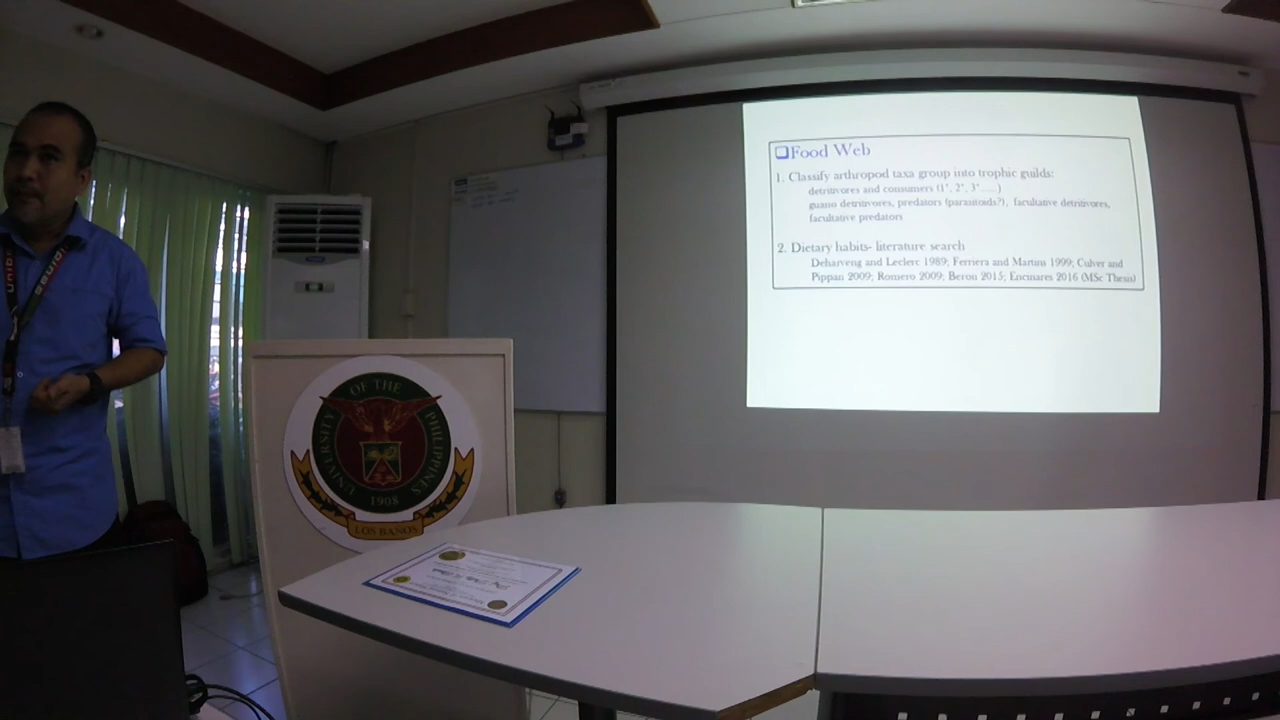 ❑Food Web
1. Classify arthropod taxa group into trophic guilds:
detritivores and consumers (1°, 2°, 3° .....)
guano detritivores, predators (parasitoids?), facultative detritivores,
facultative predators
2. Dietary habits- literature search
Deharveng and Leclerc 1989; Ferreira and Martins 1999; Culver and
Pippan 2009; Romero 2009; Beron 2015; Encinares 2016 (MSc Thesis)
UNIVERSITY OF THE PHILIPPINES
1908
LOS BAÑOS